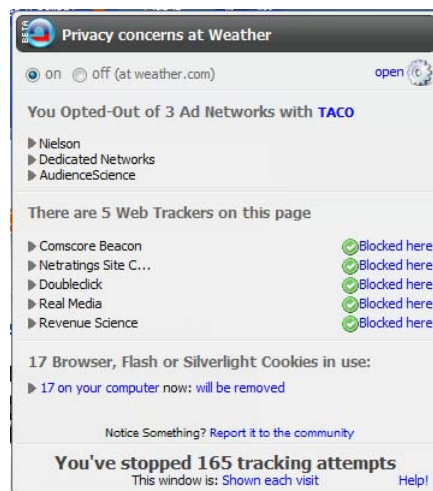 BETA
Privacy concerns at Weather
on off (at weather.com) open
You Opted-Out of 3 Ad Networks with TACO
Nielson
Dedicated Networks
AudienceScience
There are 5 Web Trackers on this page
Comscore Beacon Blocked here
Netratings Site C... Blocked here
Doubleclick Blocked here
Real Media Blocked here
Revenue Science Blocked here
17 Browser, Flash or Silverlight Cookies in use:
17 on your computer now: will be removed
Notice Something? Report it to the community
You've stopped 165 tracking attempts
This window is: Shown each visit Help!